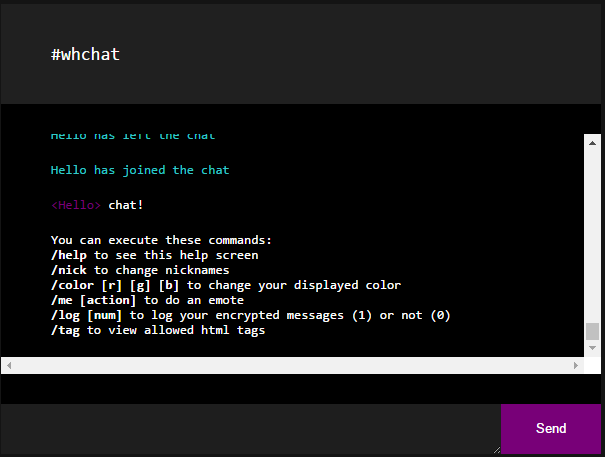 #whchat
Hello has left the chat
Hello has joined the chat
<Hello> chat!
You can execute these commands:
/help to see this help screen
/nick to change nicknames
/color [r] [g] [b] to change your displayed color
/me [action] to do an emote
/log [num] to log your encrypted messages (1) or not (0)
/tag to view allowed html tags
Send